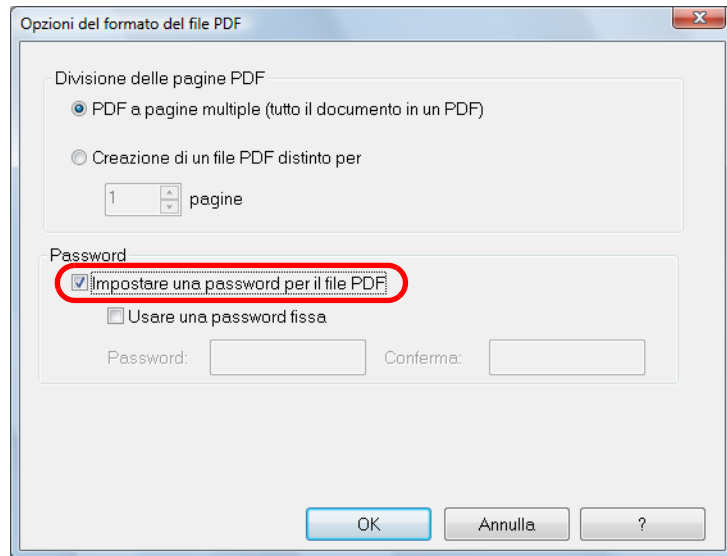 Opzioni del formato del file PDF
Divisione delle pagine PDF
PDF a pagine multiple (tutto il documento in un PDF)
Creazione di un file PDF distinto per
1 pagine
Password
Impostare una password per il file PDF
Usare una password fissa
Password: Conferma:
OK Annulla ?